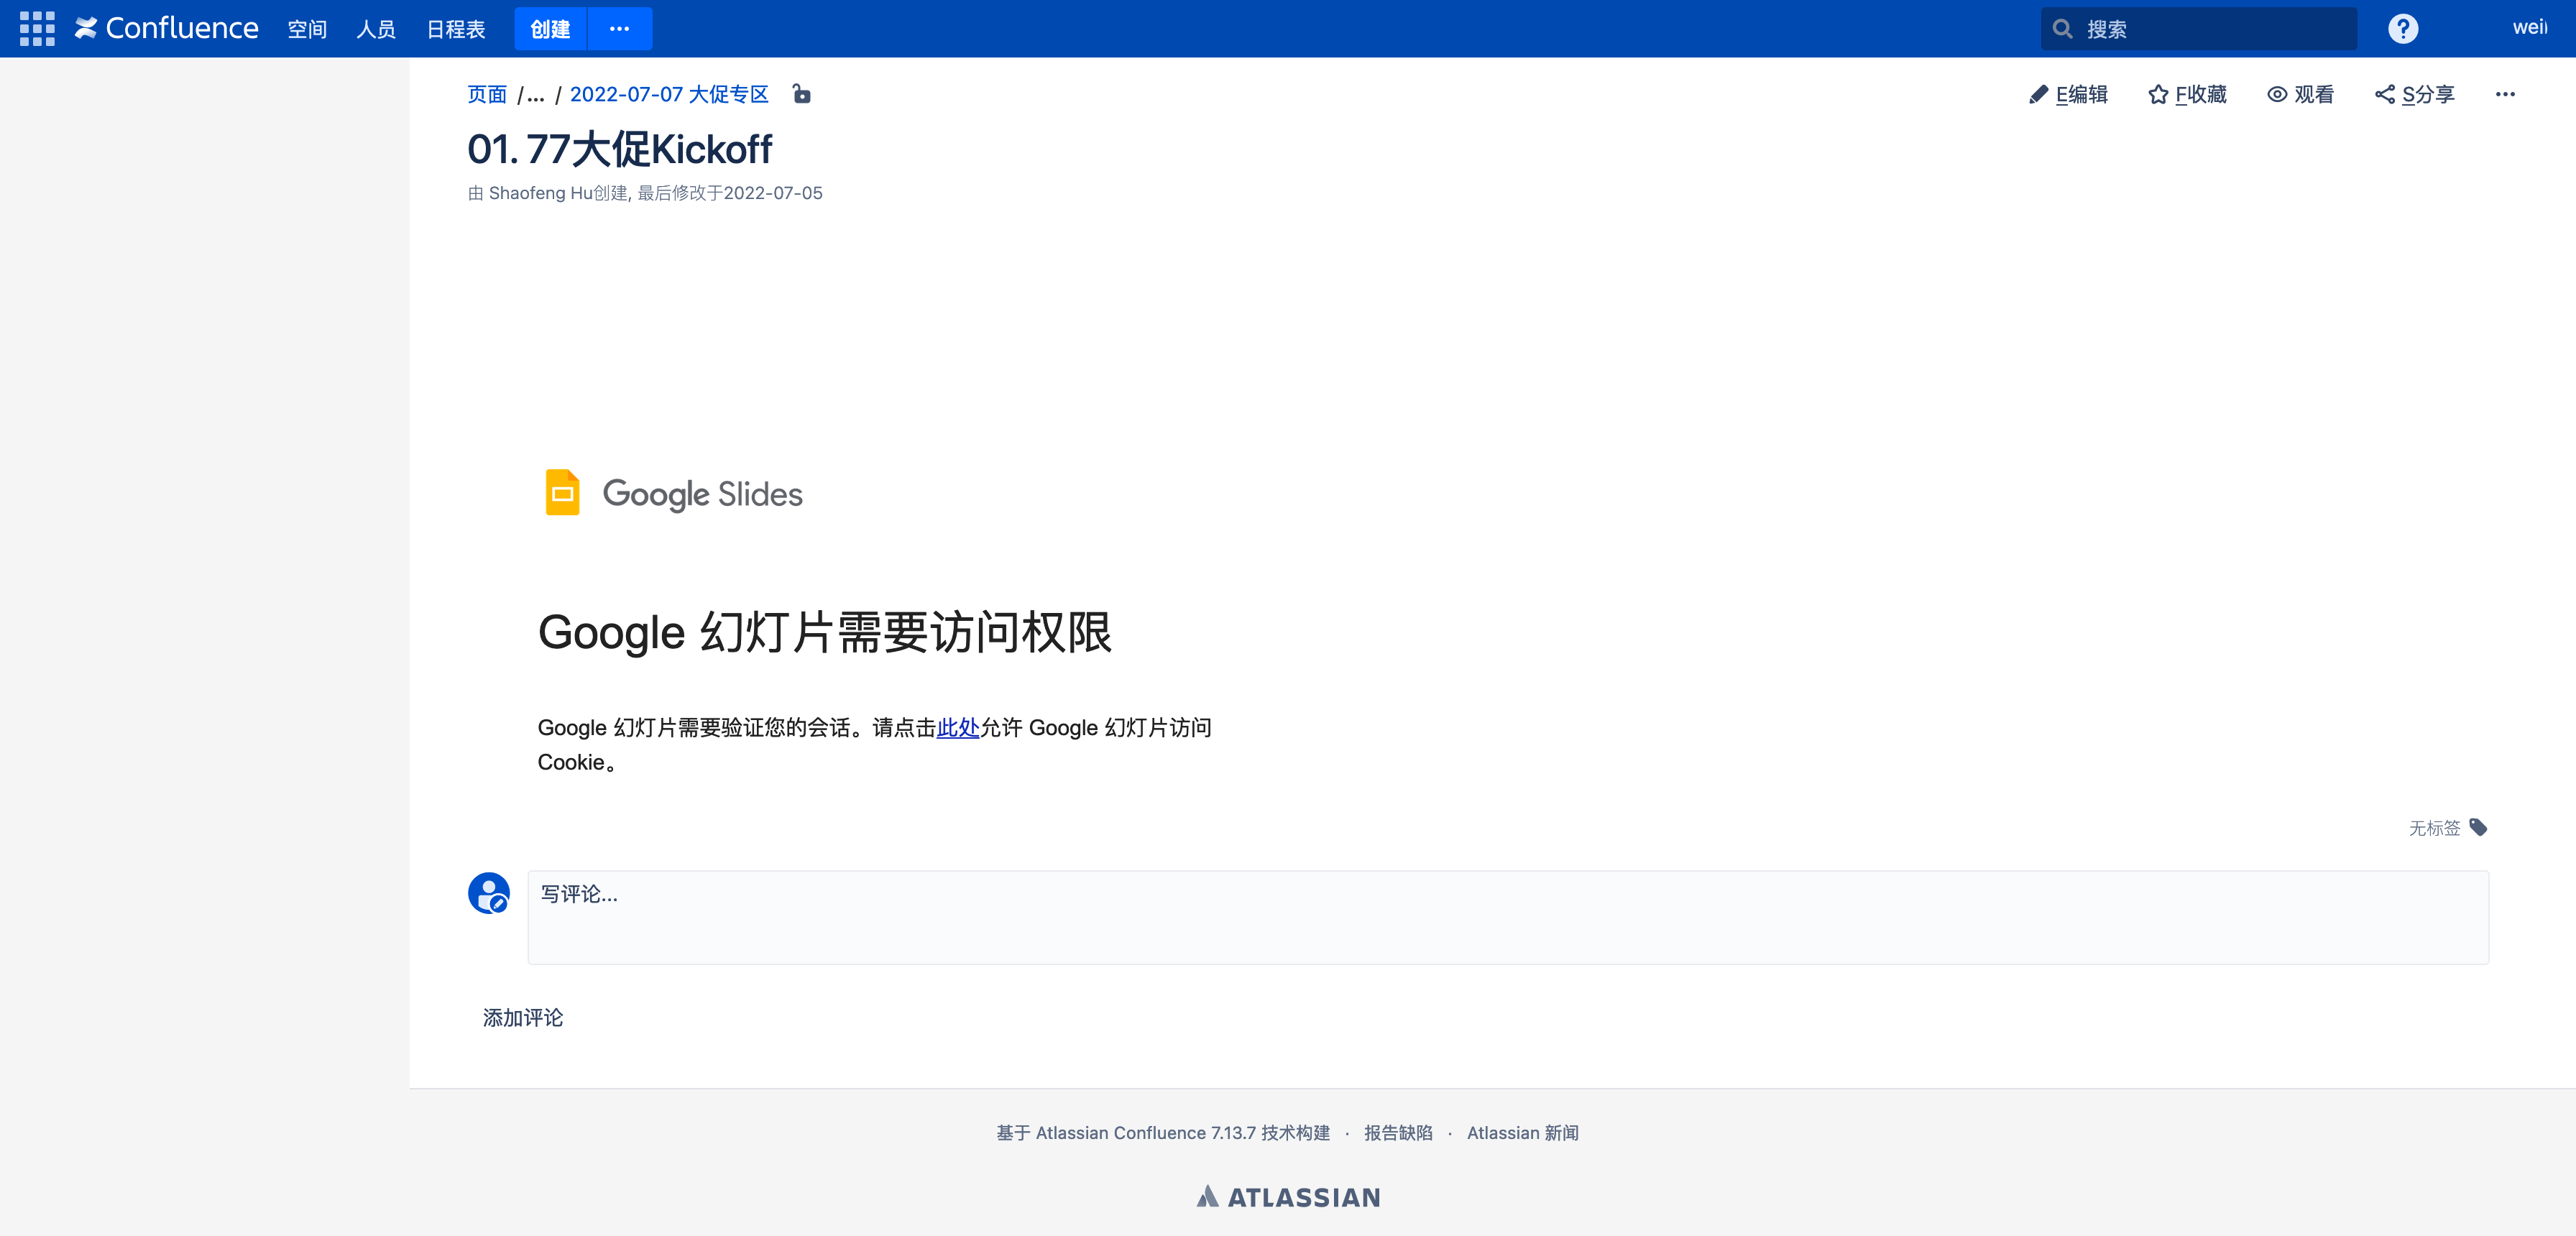 Confluence 空间 人员 日程表 创建 ··· 搜索 ?
页面 /... / 2022-07-07 大促专区 E编辑 F收藏 观看 S分享 ···
01. 77大促Kickoff
由 Shaofeng Hu创建, 最后修改于2022-07-05
Google Slides
Google 幻灯片需要访问权限
Google 幻灯片需要验证您的会话。请点击此处允许 Google 幻灯片访问
Cookie。
无标签
写评论...
添加评论
基于 Atlassian Confluence 7.13.7 技术构建 · 报告缺陷 · Atlassian 新闻
ATLASSIAN